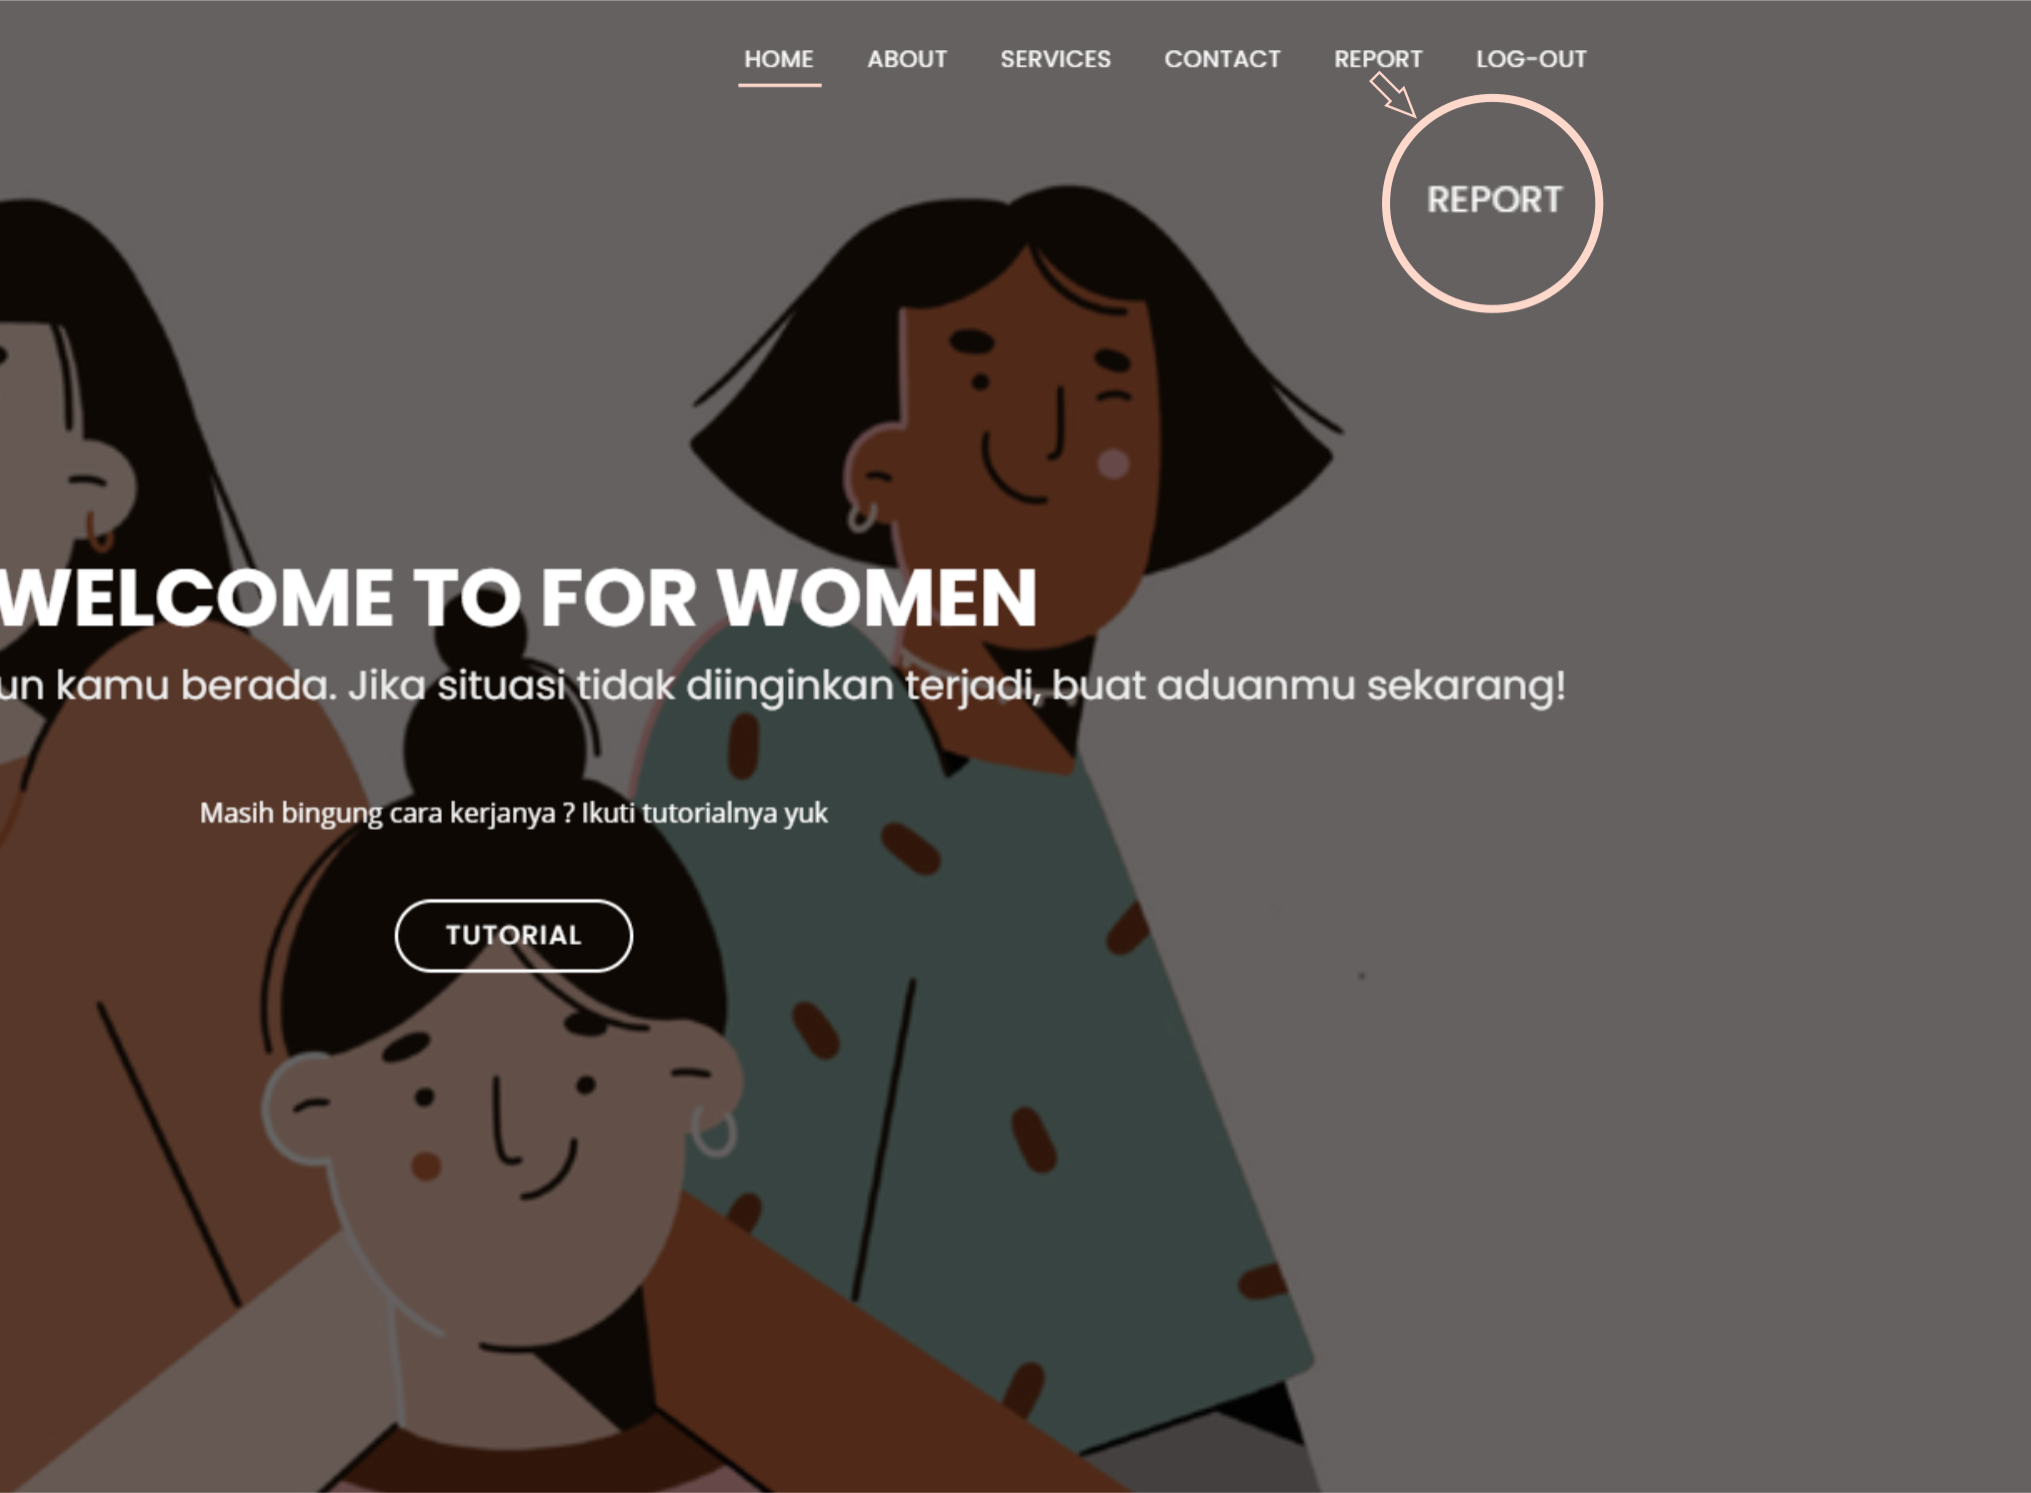 HOME ABOUT SERVICES CONTACT REPORT LOG-OUT
REPORT
WELCOME TO FOR WOMEN
un kamu berada. Jika situasi tidak diinginkan terjadi, buat aduanmu sekarang!
Masih bingung cara kerjanya ? Ikuti tutorialnya yuk
TUTORIAL